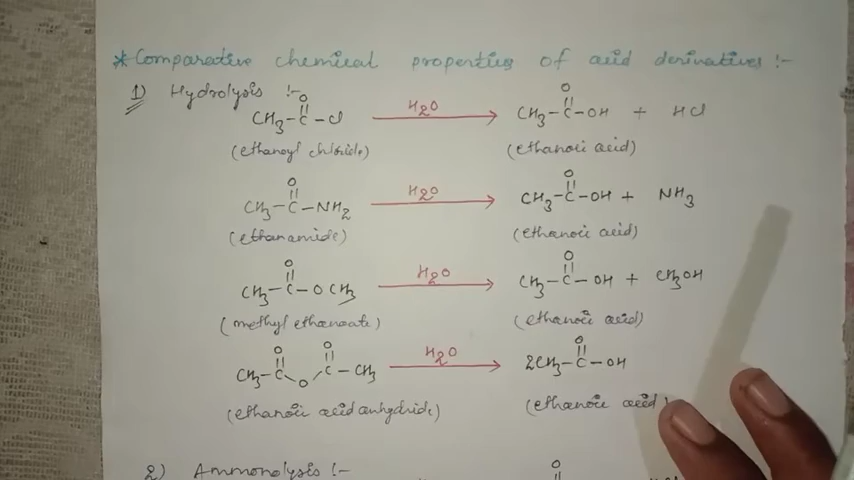 *Comparative chemical properties of acid derivatives :-
1) Hydrolysis :-
O H2O O
CH3-C-Cl → CH3-C-OH + HCl
(ethanoyl chloride) (ethanoic acid)
O H2O O
CH3-C-NH2 → CH3-C-OH + NH3
(ethanamide) (ethanoic acid)
O H2O O
CH3-C-OCH3 → CH3-C-OH + CH3OH
(methyl ethanoate) (ethanoic acid)
O O H2O O
CH3-C-O-C-CH3 → 2CH3-C-OH
(ethanoic acid anhydride) (ethanoic acid)
2) Ammonolysis :-
O